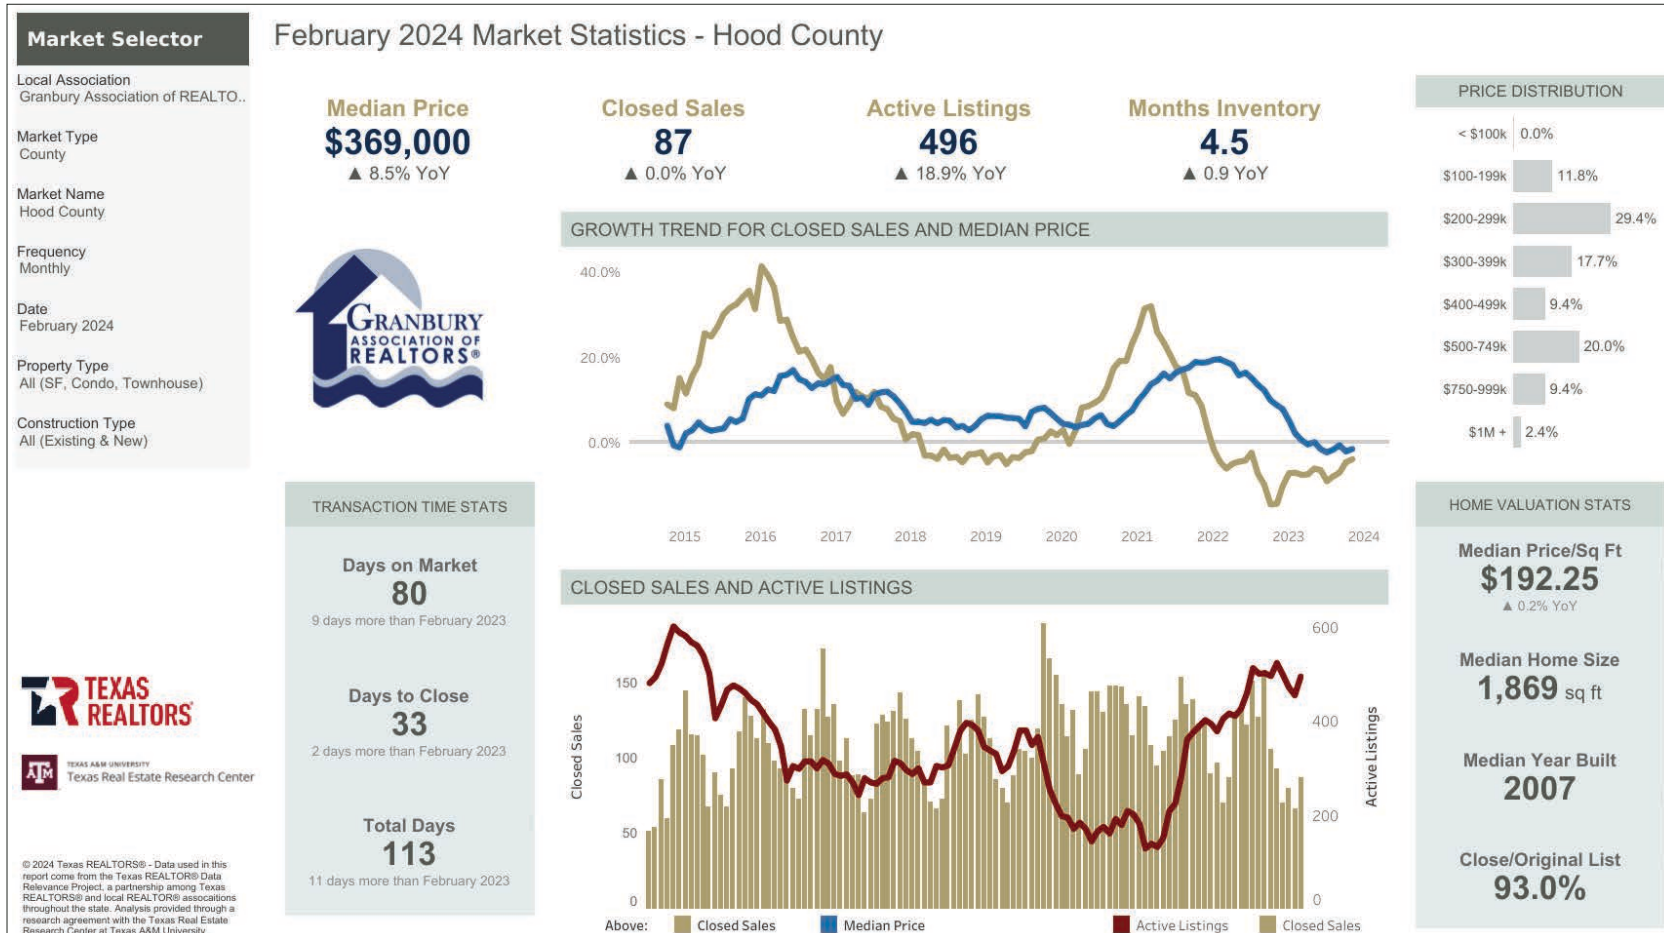 Market Selector
February 2024 Market Statistics - Hood County
Local Association
Granbury Association of REALTO..
Market Type
County
Market Name
Hood County
Frequency
Monthly
Date
February 2024
Property Type
All (SF, Condo, Townhouse)
Construction Type
All (Existing & New)
Median Price
$369,000
▲ 8.5% YoY
Closed Sales
87
▲ 0.0% YoY
Active Listings
496
▲ 18.9% YoY
Months Inventory
4.5
▲ 0.9 YoY
PRICE DISTRIBUTION
< $100k 0.0%
$100-199k 11.8%
$200-299k 29.4%
$300-399k 17.7%
$400-499k 9.4%
$500-749k 20.0%
$750-999k 9.4%
$1M + 2.4%
GRANBURY
ASSOCIATION OF
REALTORS®
GROWTH TREND FOR CLOSED SALES AND MEDIAN PRICE
40.0%
20.0%
0.0%
2015 2016 2017 2018 2019 2020 2021 2022 2023 2024
TRANSACTION TIME STATS
Days on Market
80
9 days more than February 2023
Days to Close
33
2 days more than February 2023
Total Days
113
11 days more than February 2023
CLOSED SALES AND ACTIVE LISTINGS
Closed Sales
150
100
50
0
600
400
200
0
Active Listings
Above: Closed Sales Median Price Active Listings Closed Sales
HOME VALUATION STATS
Median Price/Sq Ft
$192.25
▲ 0.2% YoY
Median Home Size
1,869 sq ft
Median Year Built
2007
Close/Original List
93.0%
TEXAS
REALTORS
TEXAS A&M UNIVERSITY
Texas Real Estate Research Center
© 2024 Texas REALTORS® - Data used in this
report come from the Texas REALTOR® Data
Relevance Project, a partnership among Texas
REALTORS® and local REALTOR® assocaitions
throughout the state. Analysis provided through a
research agreement with the Texas Real Estate
Research Center at Texas A&M University